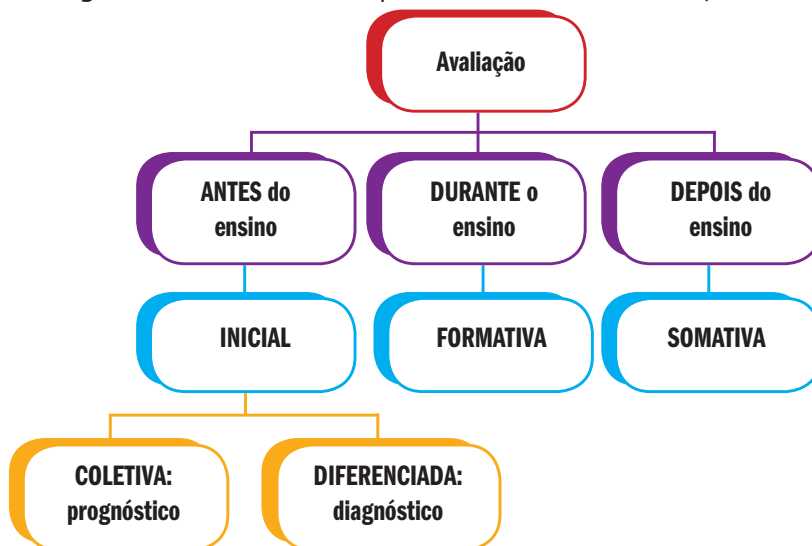 Avaliação
ANTES do
ensino
DURANTE o
ensino
DEPOIS do
ensino
INICIAL
FORMATIVA
SOMATIVA
COLETIVA:
prognóstico
DIFERENCIADA:
diagnóstico